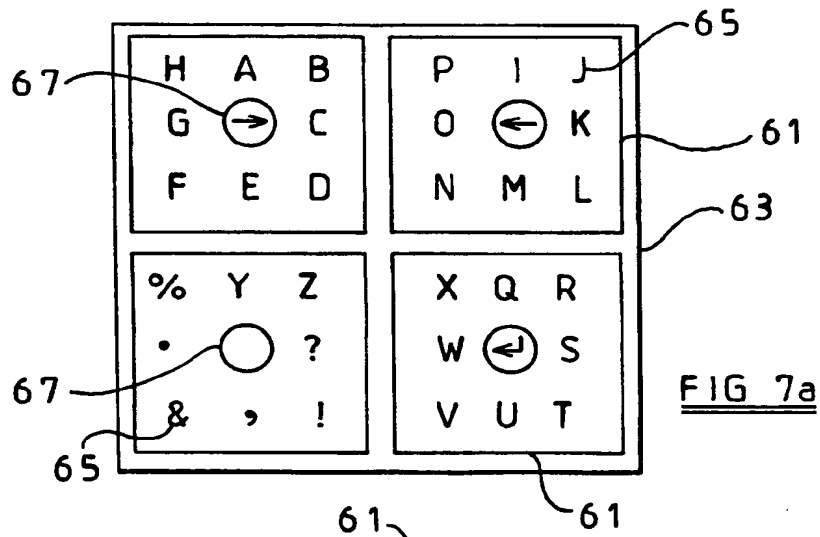 H A B P I J 65
67 G → C O ← K 61
F E D N M L
63
% Y Z X Q R
. ? W ↵ S
67 FIG 7a
& , ! V U T
65 61
61